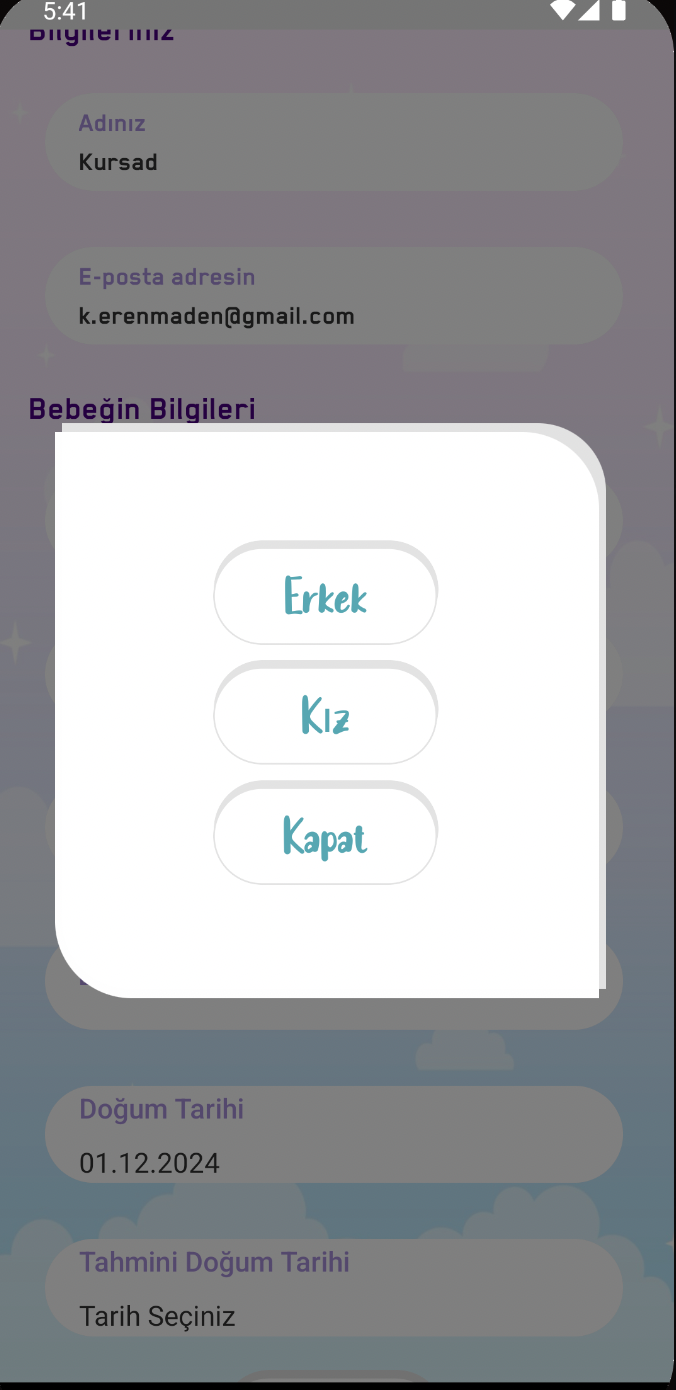 5:41
Bilgileriniz
Adınız
Kursad
E-posta adresin
k.erenmaden@gmail.com
Bebeğin Bilgileri
Erkek
Kız
Kapat
Doğum Tarihi
01.12.2024
Tahmini Doğum Tarihi
Tarih Seçiniz